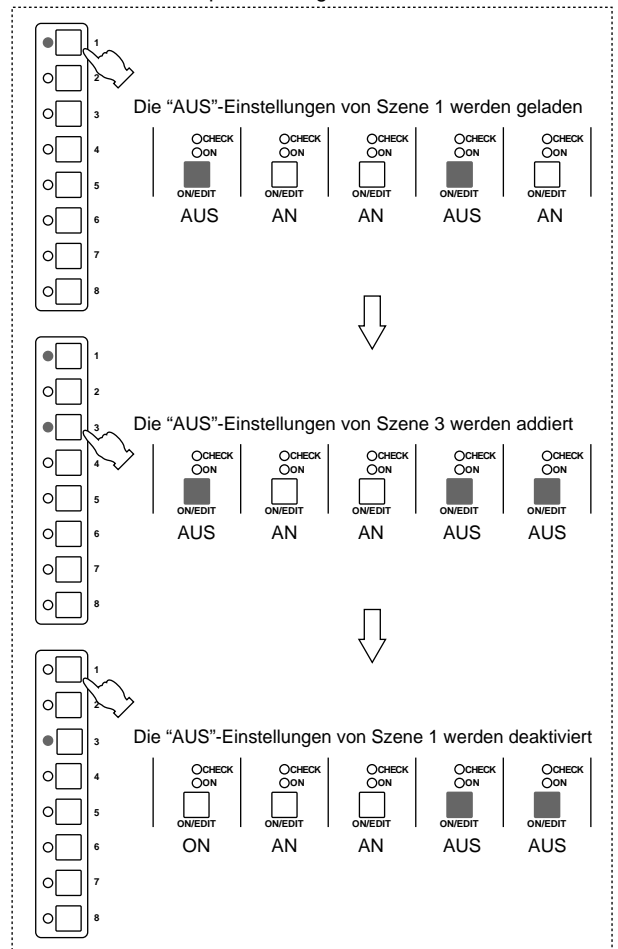 1
2
3
4
5
6
7
8
Die “AUS”-Einstellungen von Szene 1 werden geladen
CHECK CHECK CHECK CHECK CHECK
ON ON ON ON ON
ON/EDIT ON/EDIT ON/EDIT ON/EDIT ON/EDIT
AUS AN AN AUS AN
1
2
3
4
5
6
7
8
Die “AUS”-Einstellungen von Szene 3 werden addiert
CHECK CHECK CHECK CHECK CHECK
ON ON ON ON ON
ON/EDIT ON/EDIT ON/EDIT ON/EDIT ON/EDIT
AUS AN AN AUS AUS
1
2
3
4
5
6
7
8
Die “AUS”-Einstellungen von Szene 1 werden deaktiviert
CHECK CHECK CHECK CHECK CHECK
ON ON ON ON ON
ON/EDIT ON/EDIT ON/EDIT ON/EDIT ON/EDIT
ON AN AN AUS AUS